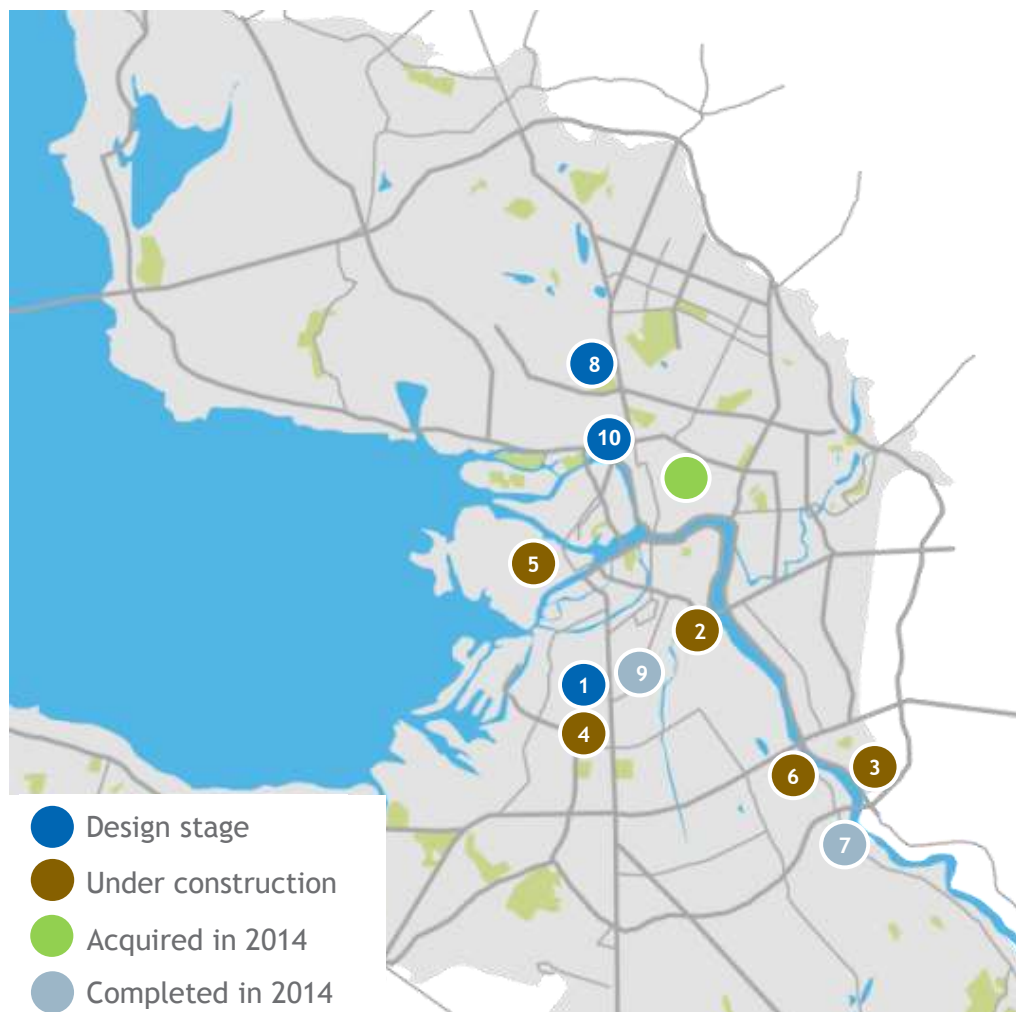 8
10
5
2
9
1
4
3
6
7
Design stage
Under construction
Acquired in 2014
Completed in 2014